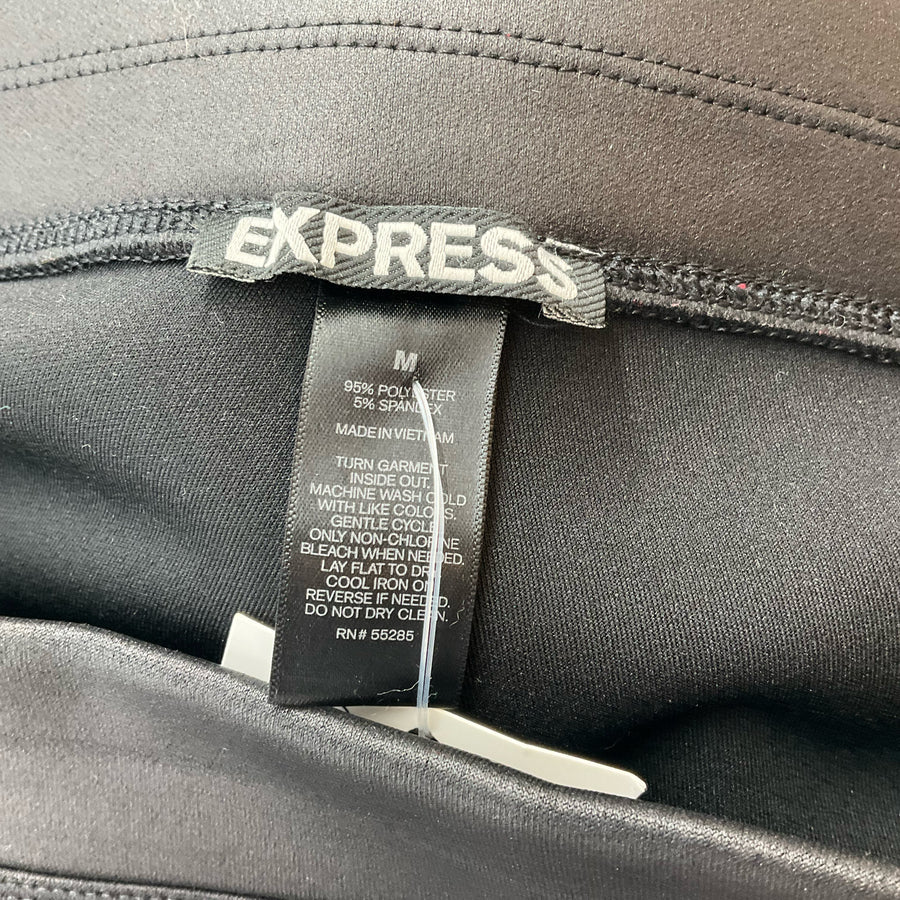 EXPRESS
M
95% POLYESTER
5% SPANDEX
MADE IN VIETNAM
TURN GARMENT
INSIDE OUT.
MACHINE WASH COLD
WITH LIKE COLORS.
GENTLE CYCLE.
ONLY NON-CHLORINE
BLEACH WHEN NEEDED.
LAY FLAT TO DRY.
COOL IRON ON
REVERSE IF NEEDED.
DO NOT DRY CLEAN.
RN# 55285